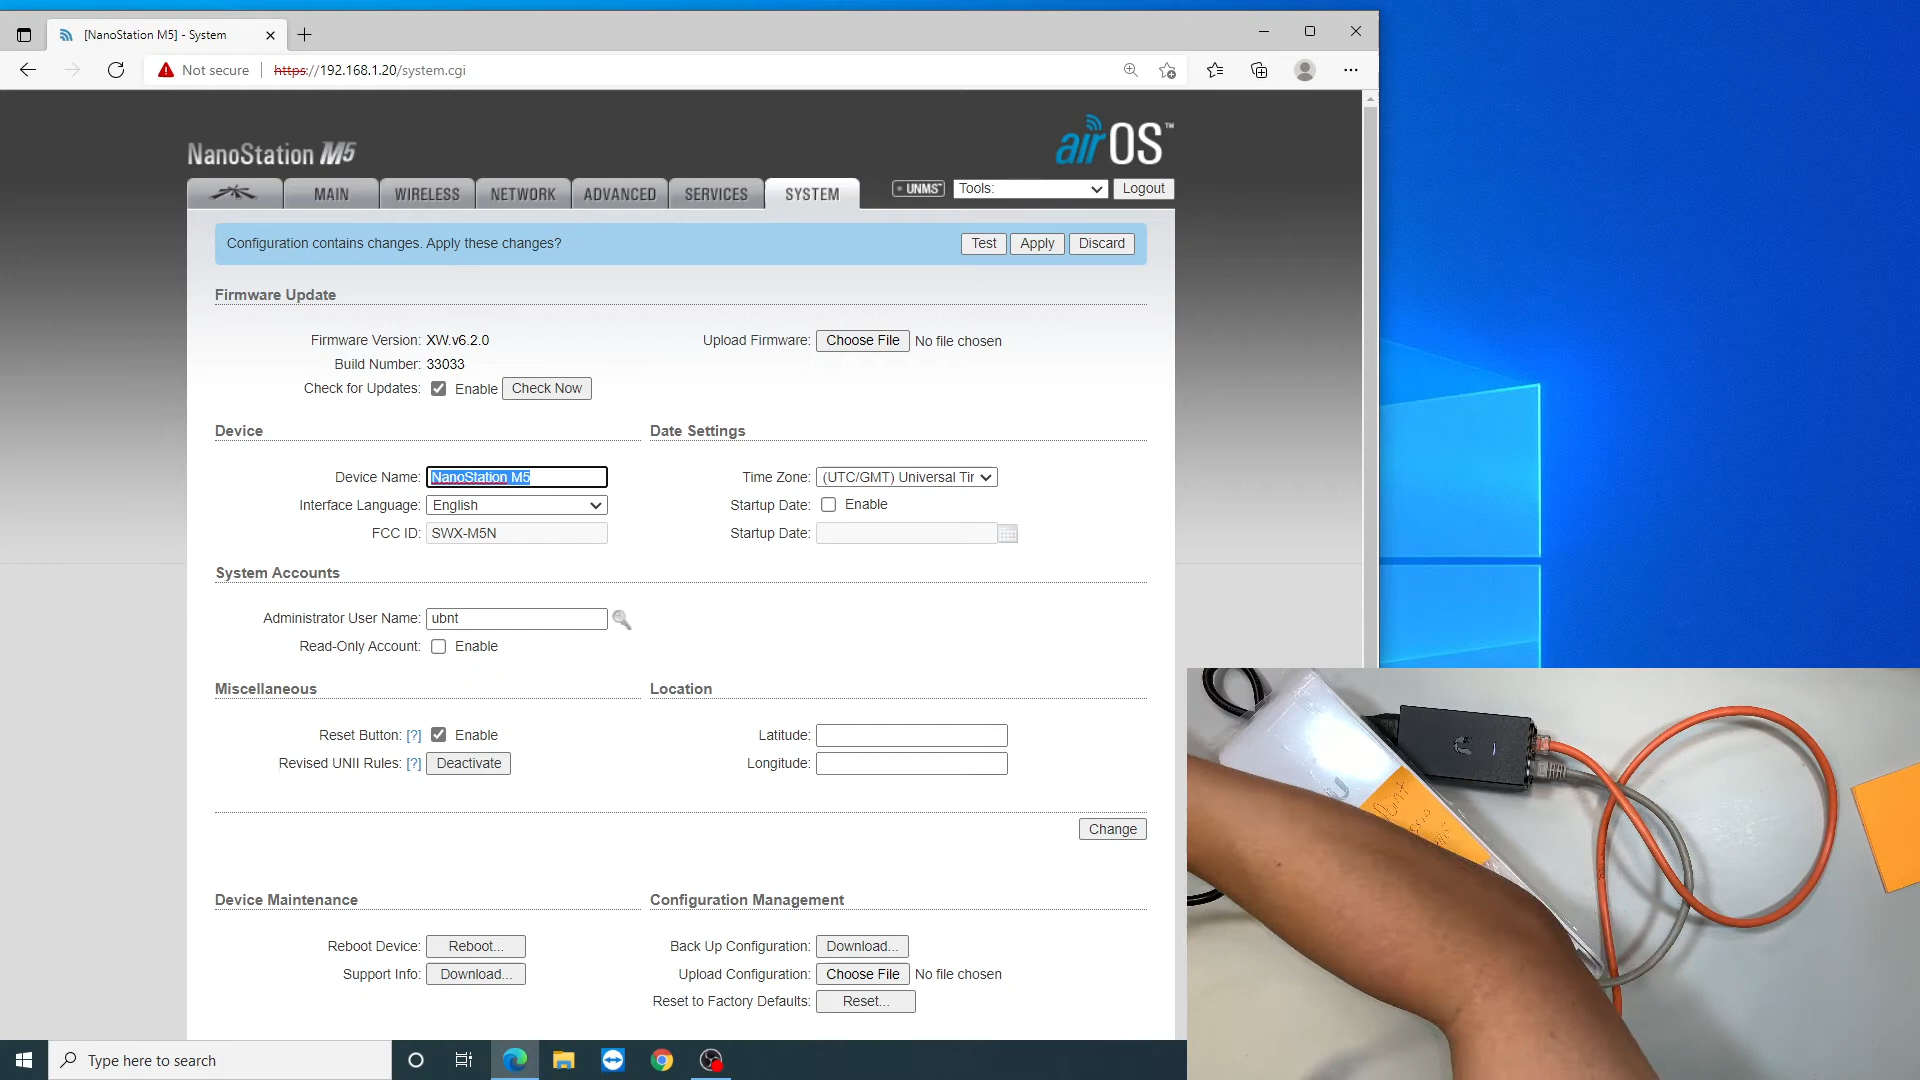 [NanoStation M5] - System
Not secure
https://192.168.1.20/system.cgi
NanoStation M5
airOS™
MAIN
WIRELESS
NETWORK
ADVANCED
SERVICES
SYSTEM
UNMS™
Tools:
Logout
Configuration contains changes. Apply these changes?
Test
Apply
Discard
Firmware Update
Firmware Version: XW.v6.2.0
Upload Firmware: Choose File No file chosen
Build Number: 33033
Check for Updates: Enable Check Now
Device
Date Settings
Device Name: NanoStation M5
Time Zone: (UTC/GMT) Universal Tir
Interface Language: English
Startup Date: Enable
FCC ID: SWX-M5N
Startup Date:
System Accounts
Administrator User Name: ubnt
Read-Only Account: Enable
Miscellaneous
Location
Reset Button: [?] Enable
Latitude:
Revised UNII Rules: [?] Deactivate
Longitude:
Change
Device Maintenance
Configuration Management
Reboot Device: Reboot...
Back Up Configuration: Download...
Support Info: Download...
Upload Configuration: Choose File No file chosen
Reset to Factory Defaults: Reset...
Type here to search